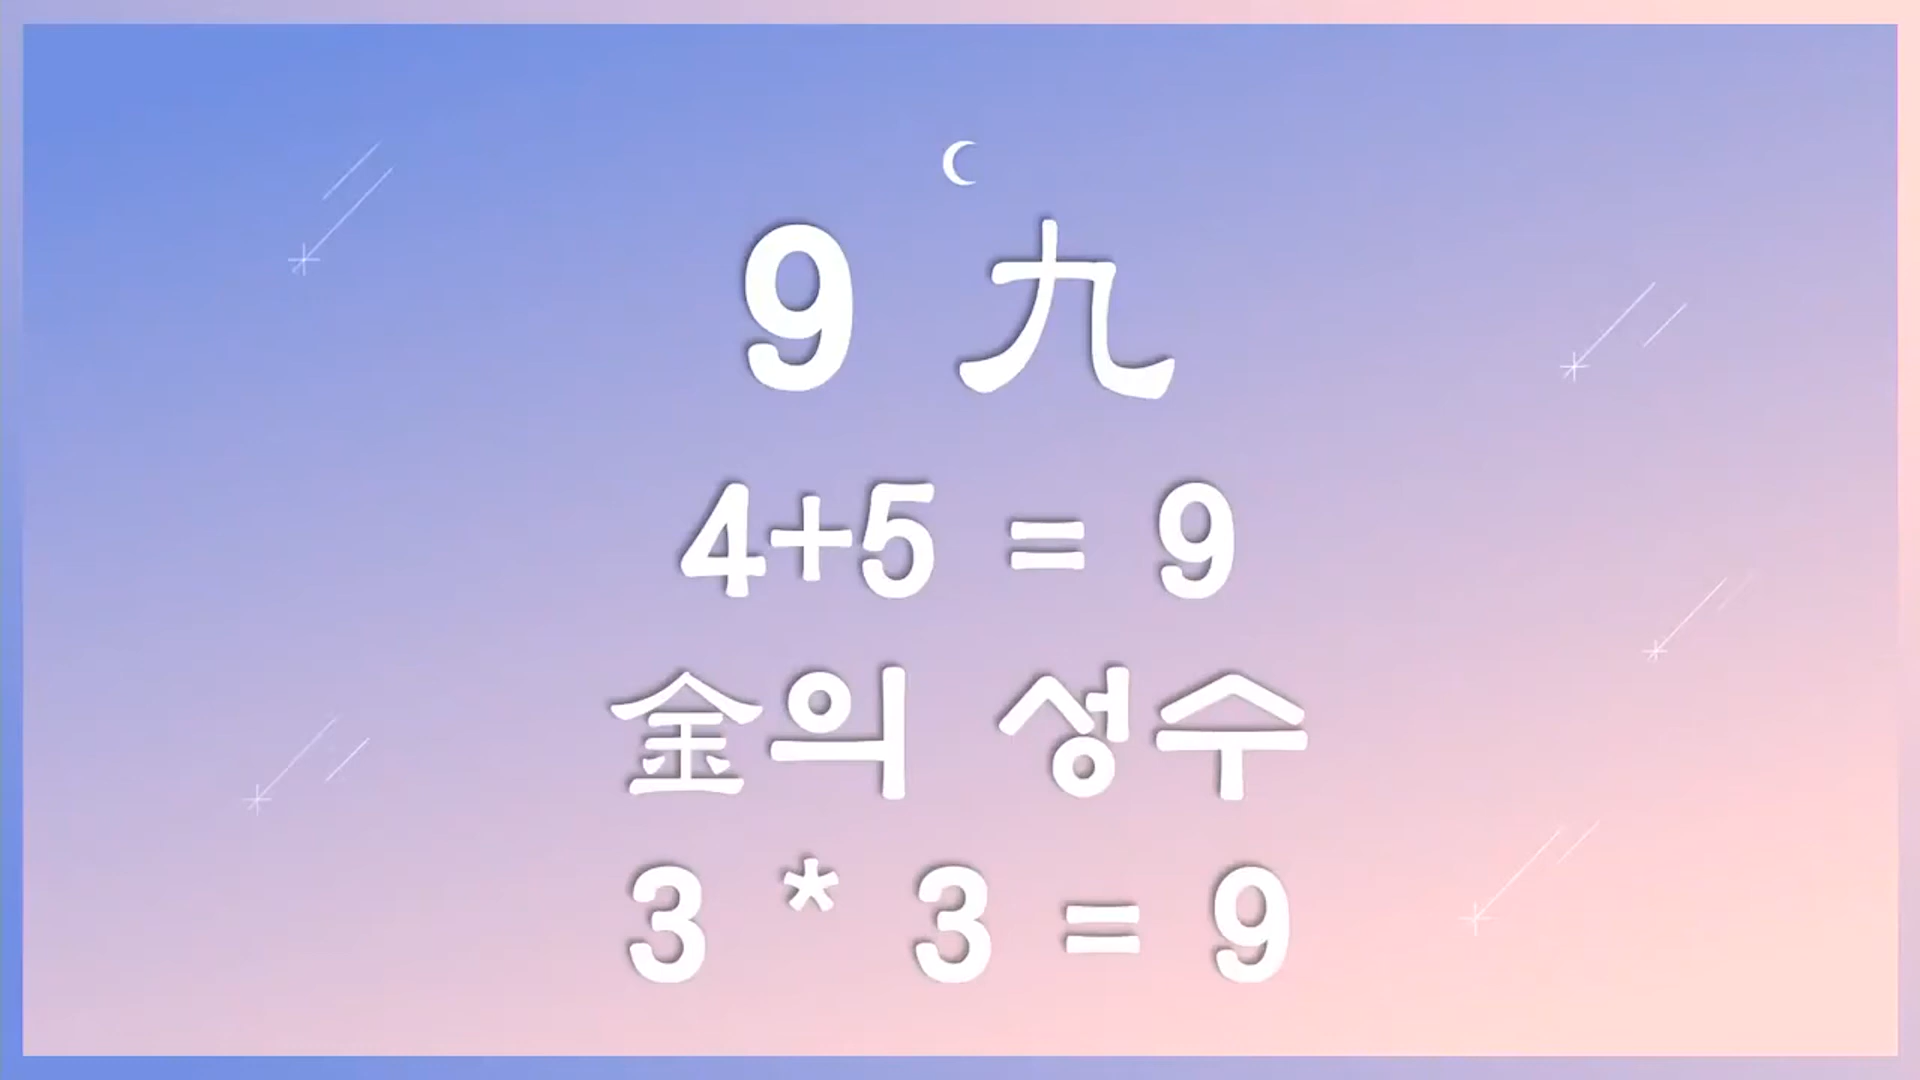 9 九
4+5 = 9
金의 성수
3 * 3 = 9